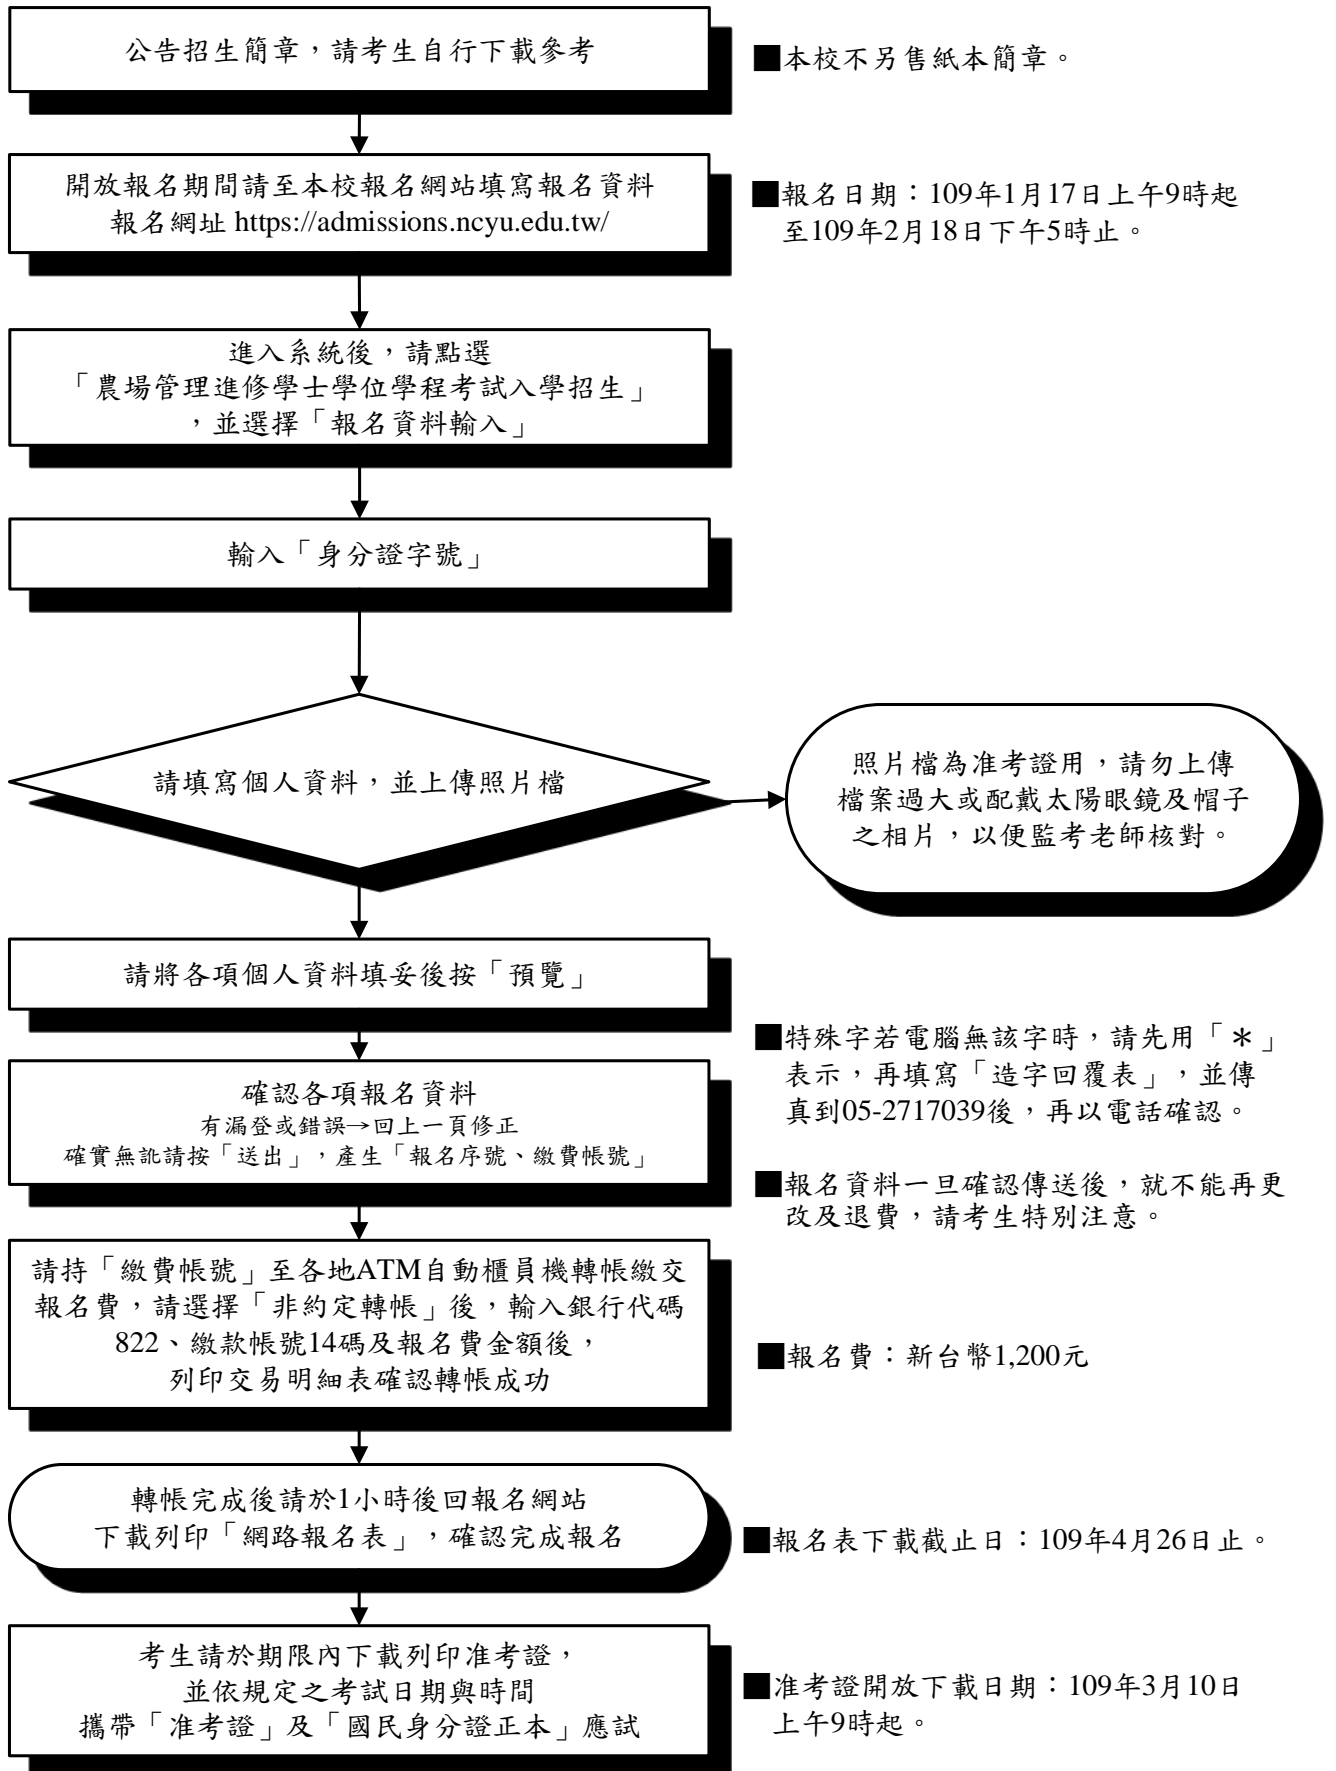 公告招生簡章，請考生自行下載參考
■本校不另售紙本簡章。
開放報名期間請至本校報名網站填寫報名資料
報名網址 https://admissions.ncyu.edu.tw/
■報名日期：109年1月17日上午9時起
至109年2月18日下午5時止。
進入系統後，請點選
「農場管理進修學士學位學程考試入學招生」
，並選擇「報名資料輸入」
輸入「身分證字號」
請填寫個人資料，並上傳照片檔
照片檔為准考證用，請勿上傳
檔案過大或配戴太陽眼鏡及帽子
之相片，以便監考老師核對。
請將各項個人資料填妥後按「預覽」
■特殊字若電腦無該字時，請先用「＊」
表示，再填寫「造字回覆表」，並傳
真到05-2717039後，再以電話確認。
確認各項報名資料
有漏登或錯誤→回上一頁修正
確實無訛請按「送出」，產生「報名序號、繳費帳號」
■報名資料一旦確認傳送後，就不能再更
改及退費，請考生特別注意。
請持「繳費帳號」至各地ATM自動櫃員機轉帳繳交
報名費，請選擇「非約定轉帳」後，輸入銀行代碼
822、繳款帳號14碼及報名費金額後，
列印交易明細表確認轉帳成功
■報名費：新台幣1,200元
轉帳完成後請於1小時後回報名網站
下載列印「網路報名表」，確認完成報名
■報名表下載截止日：109年4月26日止。
考生請於期限內下載列印准考證，
並依規定之考試日期與時間
攜帶「准考證」及「國民身分證正本」應試
■准考證開放下載日期：109年3月10日
上午9時起。